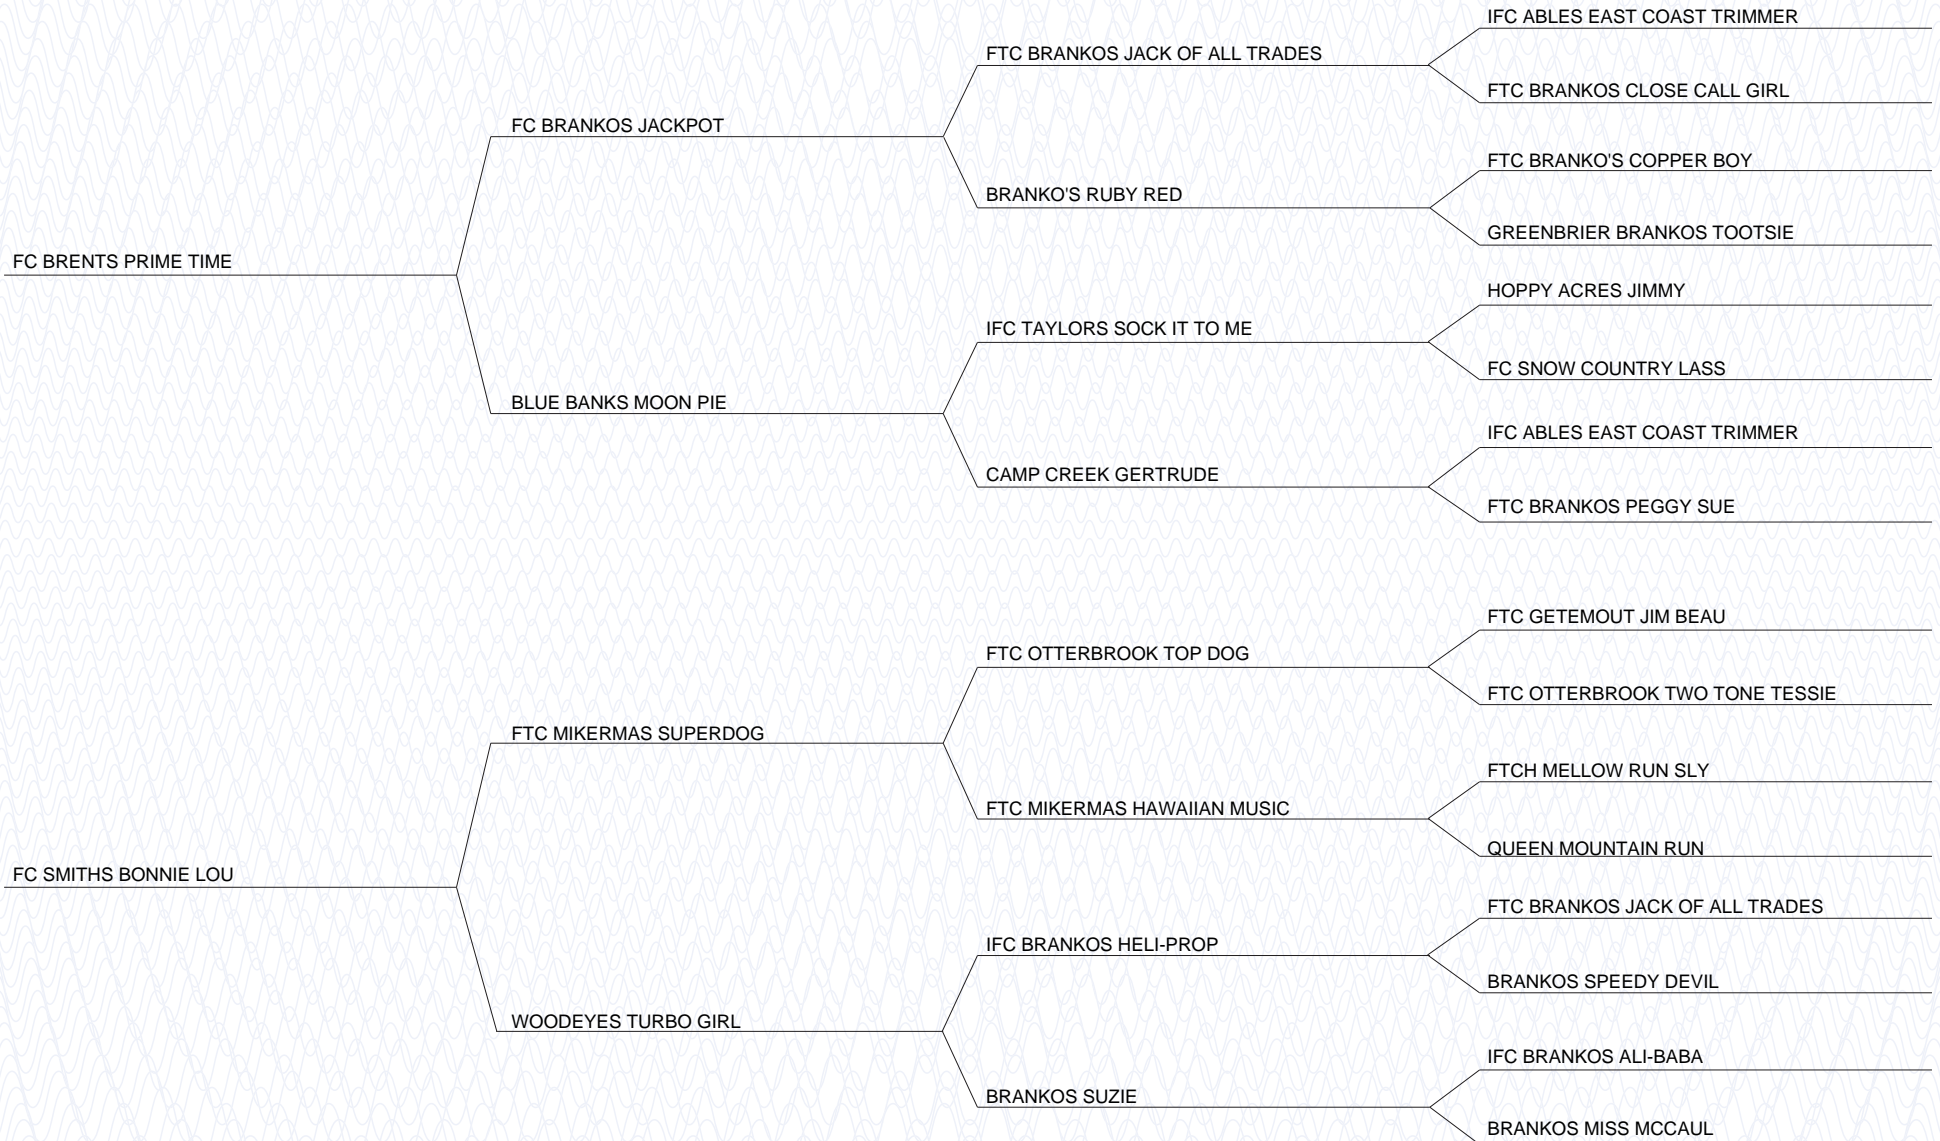 IFC ABLES EAST COAST TRIMMER
FTC BRANKOS JACK OF ALL TRADES
FTC BRANKOS CLOSE CALL GIRL
FC BRANKOS JACKPOT
FTC BRANKO'S COPPER BOY
BRANKO'S RUBY RED
GREENBRIER BRANKOS TOOTSIE
FC BRENTS PRIME TIME
HOPPY ACRES JIMMY
IFC TAYLORS SOCK IT TO ME
FC SNOW COUNTRY LASS
BLUE BANKS MOON PIE
IFC ABLES EAST COAST TRIMMER
CAMP CREEK GERTRUDE
FTC BRANKOS PEGGY SUE
FTC GETEMOUT JIM BEAU
FTC OTTERBROOK TOP DOG
FTC OTTERBROOK TWO TONE TESSIE
FTC MIKERMAS SUPERDOG
FTCH MELLOW RUN SLY
FTC MIKERMAS HAWAIIAN MUSIC
QUEEN MOUNTAIN RUN
FC SMITHS BONNIE LOU
FTC BRANKOS JACK OF ALL TRADES
IFC BRANKOS HELI-PROP
BRANKOS SPEEDY DEVIL
WOODEYES TURBO GIRL
IFC BRANKOS ALI-BABA
BRANKOS SUZIE
BRANKOS MISS MCCAUL